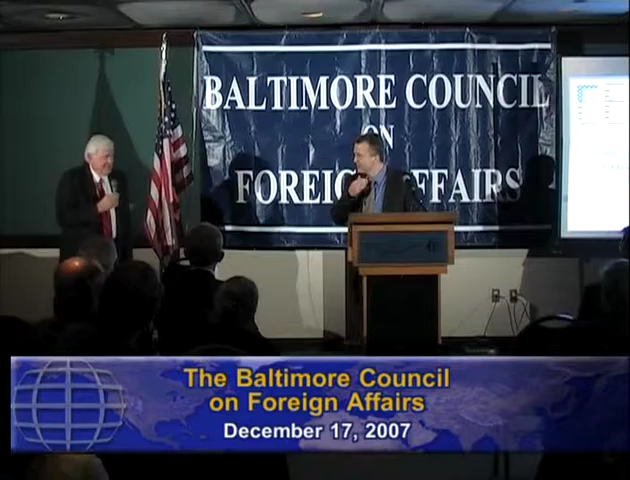 BALTIMORE COUNCIL
ON
FOREIGN AFFAIRS
The Baltimore Council
on Foreign Affairs
December 17, 2007